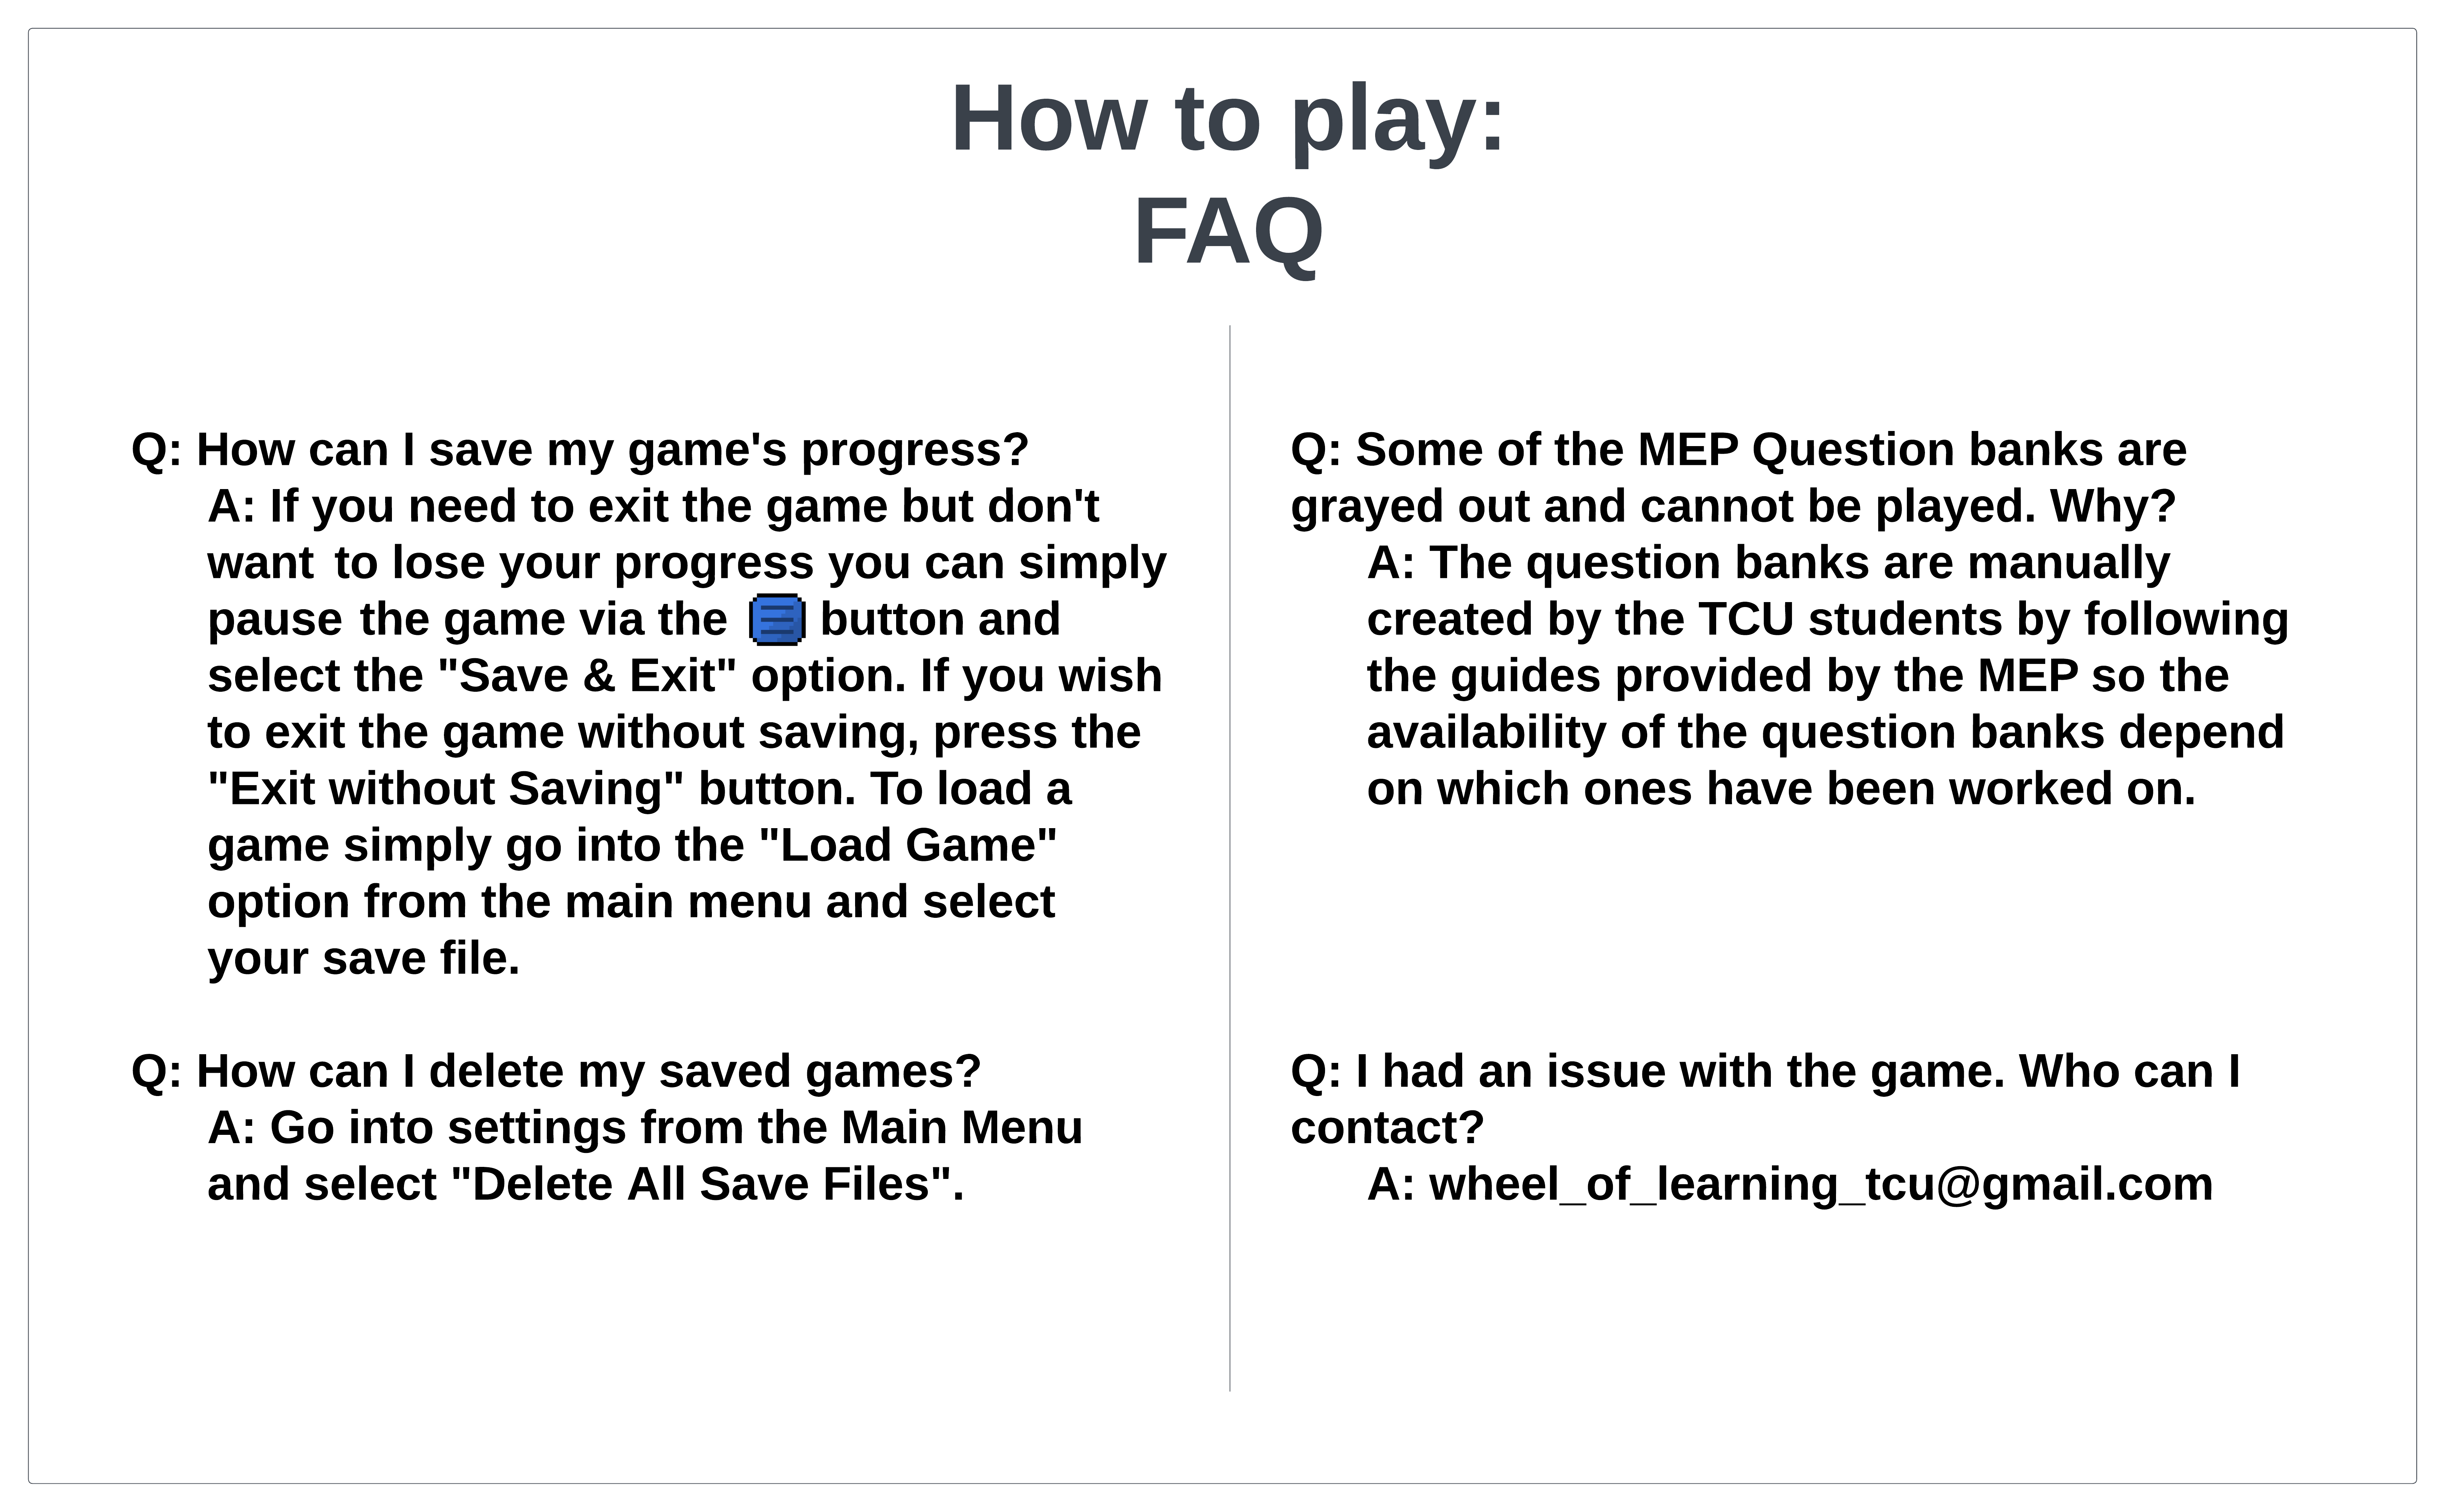 How to play:
FAQ
Q: How can I save my game's progress?
A: If you need to exit the game but don't
want to lose your progress you can simply
pause the game via the button and
select the "Save & Exit" option. If you wish
to exit the game without saving, press the
"Exit without Saving" button. To load a
game simply go into the "Load Game"
option from the main menu and select
your save file.
Q: How can I delete my saved games?
A: Go into settings from the Main Menu
and select "Delete All Save Files".
Q: Some of the MEP Question banks are
grayed out and cannot be played. Why?
A: The question banks are manually
created by the TCU students by following
the guides provided by the MEP so the
availability of the question banks depend
on which ones have been worked on.
Q: I had an issue with the game. Who can I
contact?
A: wheel_of_learning_tcu@gmail.com